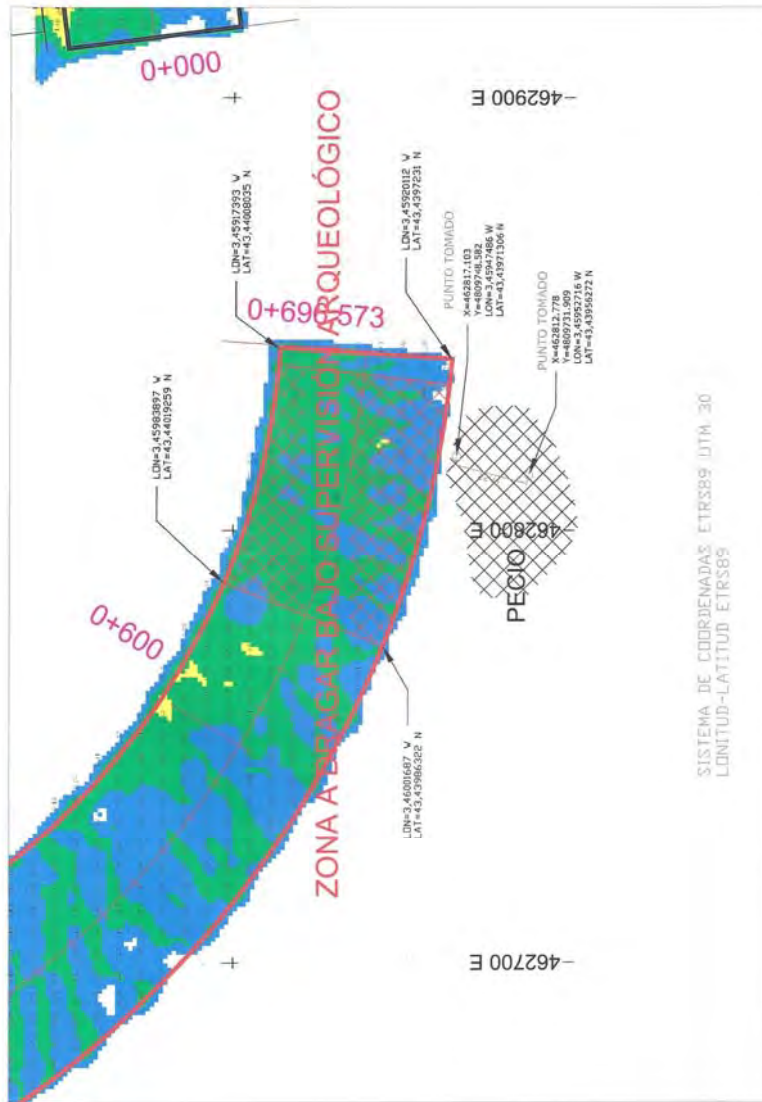 0+000
462900 E
LON=3,45917393 W
LAT=43,44008035 N
LON=3,45920112 W
LAT=43,4397231 N
0+696,573
PUNTO TOMADO
X=462817.103
Y=4809748.582
LON=3,45947486 W
LAT=43,43971306 N
PUNTO TOMADO
X=462812.778
Y=4809731.909
LON=3,45952716 W
LAT=43,43956272 N
LON=3,45983897 W
LAT=43,44019259 N
462800 E
PECIO
0+600
ZONA A DRAGAR BAJO SUPERVISIÓN ARQUEOLÓGICO
LON=3,46001687 W
LAT=43,43986322 N
462700 E
SISTEMA DE COORDENADAS ETRS89 UTM 30
LONITUD-LATITUD ETRS89